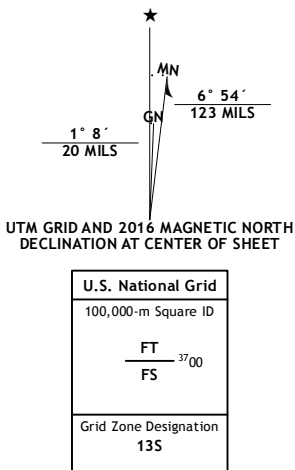 ★
MN
6° 54´
123 MILS
GN
1° 8´
20 MILS
UTM GRID AND 2016 MAGNETIC NORTH
DECLINATION AT CENTER OF SHEET
U.S. National Grid
100,000-m Square ID
FT
3700
FS
Grid Zone Designation
13S